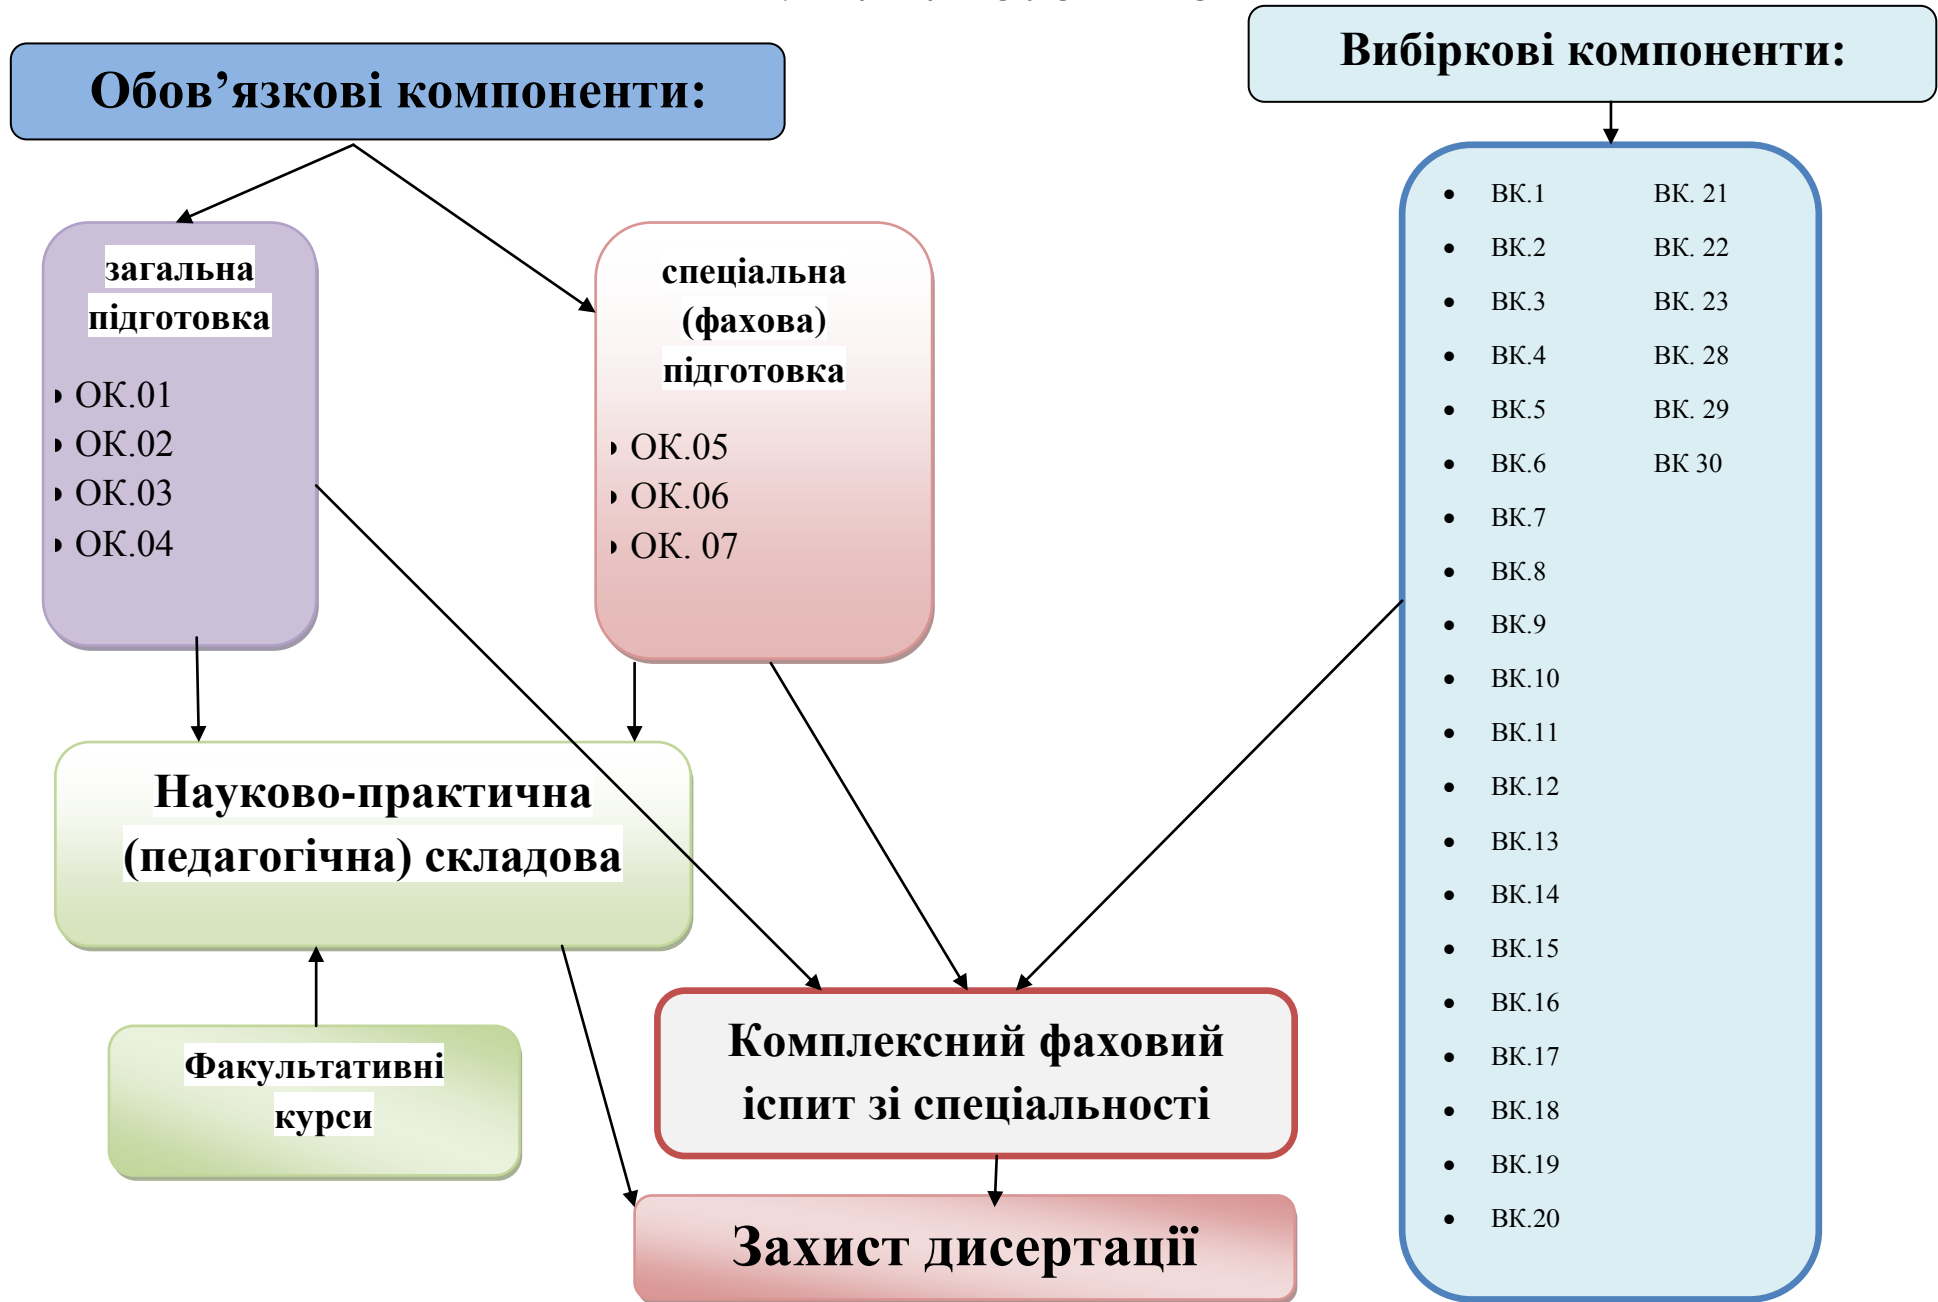 Обов’язкові компоненти:
Вибіркові компоненти:
загальна
підготовка
• ОК.01
• ОК.02
• ОК.03
• ОК.04
спеціальна
(фахова)
підготовка
• ОК.05
• ОК.06
• ОК. 07
• ВК.1 ВК. 21
• ВК.2 ВК. 22
• ВК.3 ВК. 23
• ВК.4 ВК. 28
• ВК.5 ВК. 29
• ВК.6 ВК 30
• ВК.7
• ВК.8
• ВК.9
• ВК.10
• ВК.11
• ВК.12
• ВК.13
• ВК.14
• ВК.15
• ВК.16
• ВК.17
• ВК.18
• ВК.19
• ВК.20
Науково-практична
(педагогічна) складова
Факультативні
курси
Комплексний фаховий
іспит зі спеціальності
Захист дисертації